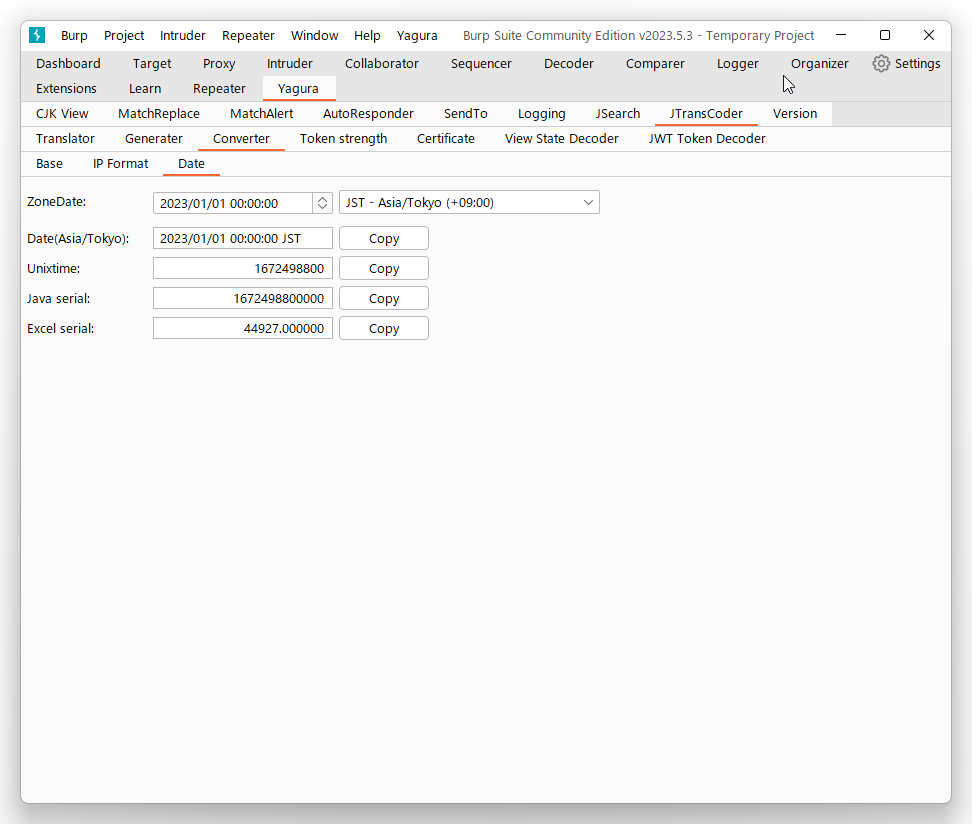 Burp Project Intruder Repeater Window Help Yagura Burp Suite Community Edition v2023.5.3 - Temporary Project
Dashboard Target Proxy Intruder Collaborator Sequencer Decoder Comparer Logger Organizer Settings
Extensions Learn Repeater Yagura
CJK View MatchReplace MatchAlert AutoResponder SendTo Logging JSearch JTransCoder Version
Translator Generater Converter Token strength Certificate View State Decoder JWT Token Decoder
Base IP Format Date
ZoneDate: 2023/01/01 00:00:00 JST - Asia/Tokyo (+09:00)
Date(Asia/Tokyo): 2023/01/01 00:00:00 JST Copy
Unixtime: 1672498800 Copy
Java serial: 1672498800000 Copy
Excel serial: 44927.000000 Copy